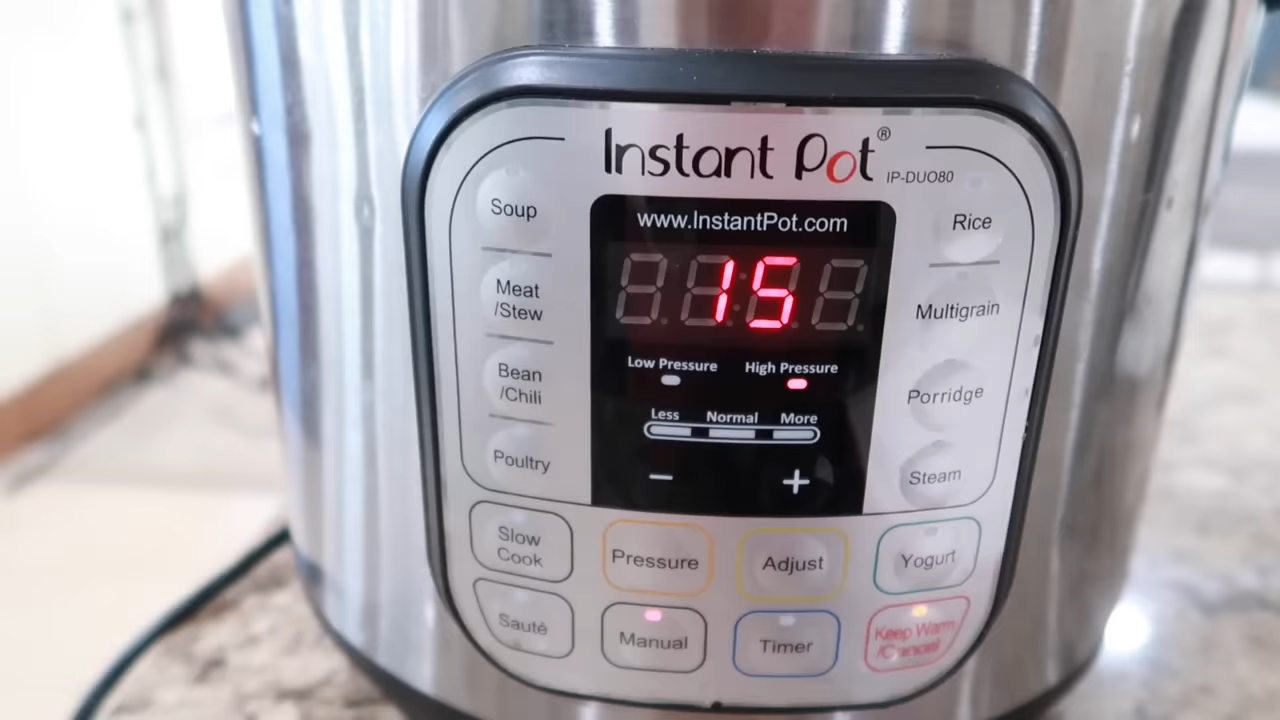 Instant Pot®
IP-DUO80
www.InstantPot.com
15
Low Pressure
High Pressure
Less
Normal
More
−
+
Soup
Meat
/Stew
Bean
/Chili
Poultry
Rice
Multigrain
Porridge
Steam
Slow
Cook
Pressure
Adjust
Yogurt
Sauté
Manual
Timer
Keep Warm
/Cancel